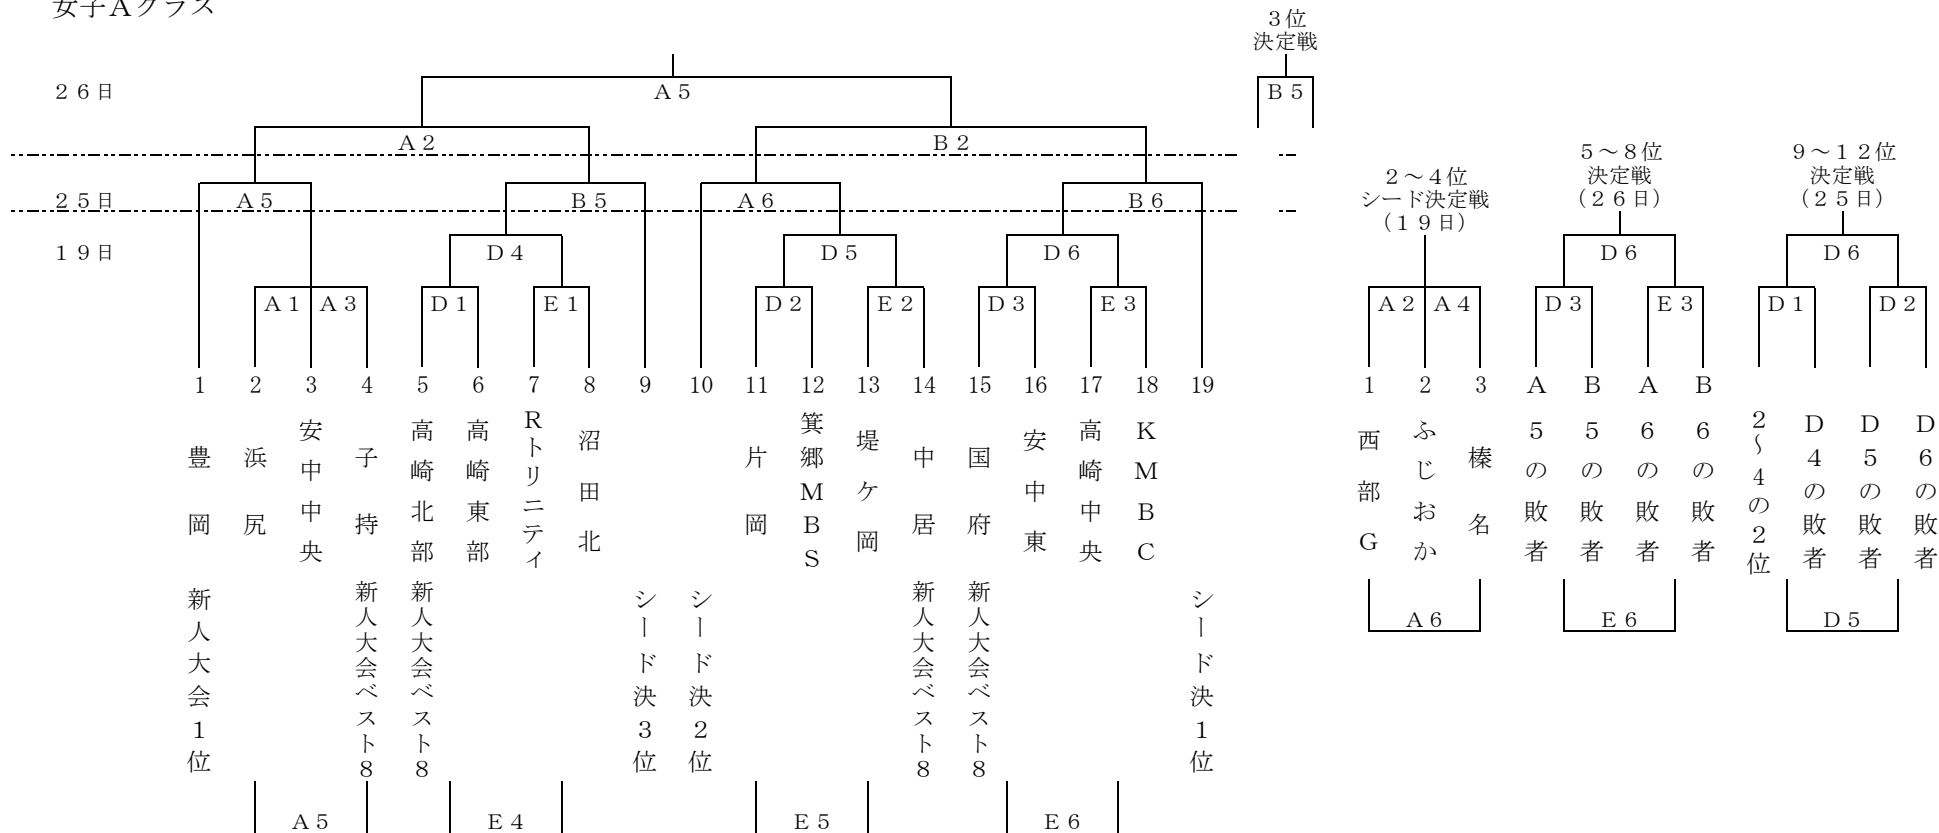 女子Aクラス
３位
決定戦
２６日
A５
B５
A２
B２
５～８位
決定戦
（２６日）
９～１２位
決定戦
（２５日）
２～４位
シード決定戦
（１９日）
２５日
A５
B５
A６
B６
１９日
D４
D５
D６
D６
D６
A１
A３
D１
E１
D２
E２
D３
E３
A２
A４
D３
E３
D１
D２
1
2
3
4
5
6
7
8
9
10
11
12
13
14
15
16
17
18
19
1
2
3
豊岡
浜尻
安中中央
子持
高崎北部
高崎東部
Rトリニテイ
沼田北
片岡
箕郷MBS
堤ケ岡
中居
国府
安中東
高崎中央
KMBC
西部G
ふじおか
榛名
A５の敗者
B５の敗者
A６の敗者
B６の敗者
２～４の２位
D４の敗者
D５の敗者
D６の敗者
新人大会１位
新人大会ベスト８
新人大会ベスト８
シード決３位
シード決２位
新人大会ベスト８
新人大会ベスト８
シード決１位
A６
E６
D５
A５
E４
E５
E６